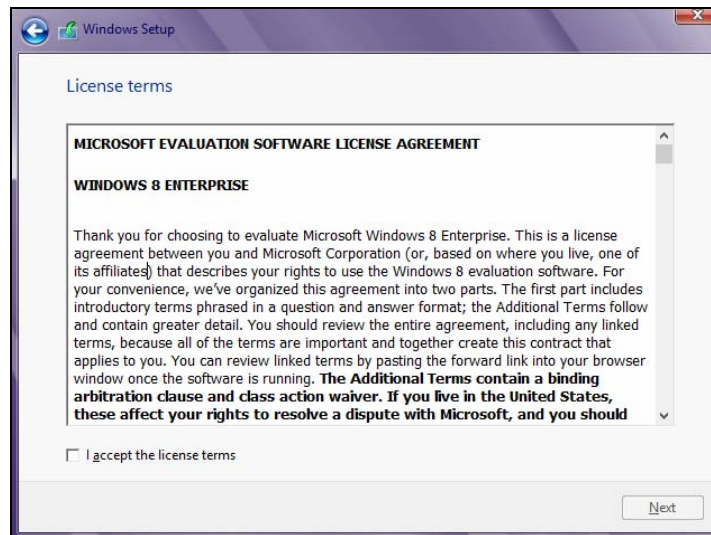 Windows Setup
License terms
MICROSOFT EVALUATION SOFTWARE LICENSE AGREEMENT
WINDOWS 8 ENTERPRISE
Thank you for choosing to evaluate Microsoft Windows 8 Enterprise. This is a license
agreement between you and Microsoft Corporation (or, based on where you live, one of
its affiliates) that describes your rights to use the Windows 8 evaluation software. For
your convenience, we've organized this agreement into two parts. The first part includes
introductory terms phrased in a question and answer format; the Additional Terms follow
and contain greater detail. You should review the entire agreement, including any linked
terms, because all of the terms are important and together create this contract that
applies to you. You can review linked terms by pasting the forward link into your browser
window once the software is running. The Additional Terms contain a binding
arbitration clause and class action waiver. If you live in the United States,
these affect your rights to resolve a dispute with Microsoft, and you should
I accept the license terms
Next